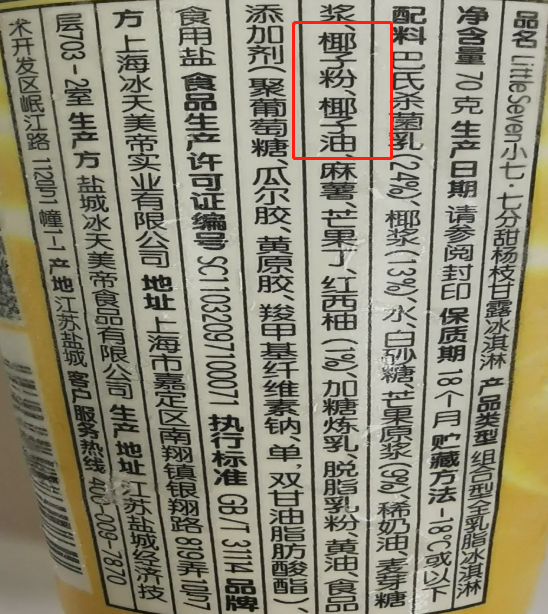 品名 Little Seven小七·七分甜杨枝甘露冰淇淋 产品类型 组合型全乳脂冰淇淋
净含量 70克 生产日期 请参阅封印 保质期 18个月 贮藏方法 -18℃或以下
配料 巴氏杀菌乳(24%)、椰浆(13%)、水、白砂糖、芒果原浆(9%)、稀奶油、麦芽糖
浆、椰子粉、椰子油、麻薯、芒果丁、红西柚(1%)、加糖炼乳、脱脂乳粉、黄油、食品
添加剂(聚葡萄糖、瓜尔胶、黄原胶、羧甲基纤维素钠、单,双甘油脂肪酸酯)、
食用盐 食品生产许可证编号 SC11032097100071 执行标准 GB/T 31114 品牌
方 上海冰天美帝实业有限公司 地址 上海市嘉定区南翔镇银翔路 819弄1号7
层703-2室 生产方 盐城冰天美帝食品有限公司 生产地址 江苏盐城经济技
术开发区岷江路 112号1幢1-1 产地 江苏盐城 客户服务热线 400-009-7870